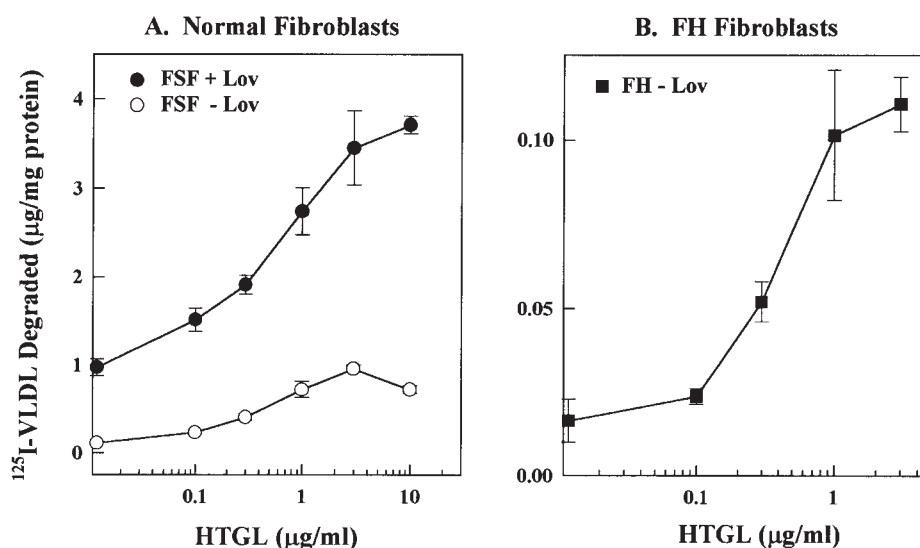 A. Normal Fibroblasts
FSF + Lov
FSF - Lov
4
3
2
1
0
0.1
1
10
HTGL (µg/ml)
¹²⁵I-VLDL Degraded (µg/mg protein)
B. FH Fibroblasts
FH - Lov
0.10
0.05
0.00
0.1
1
HTGL (µg/ml)